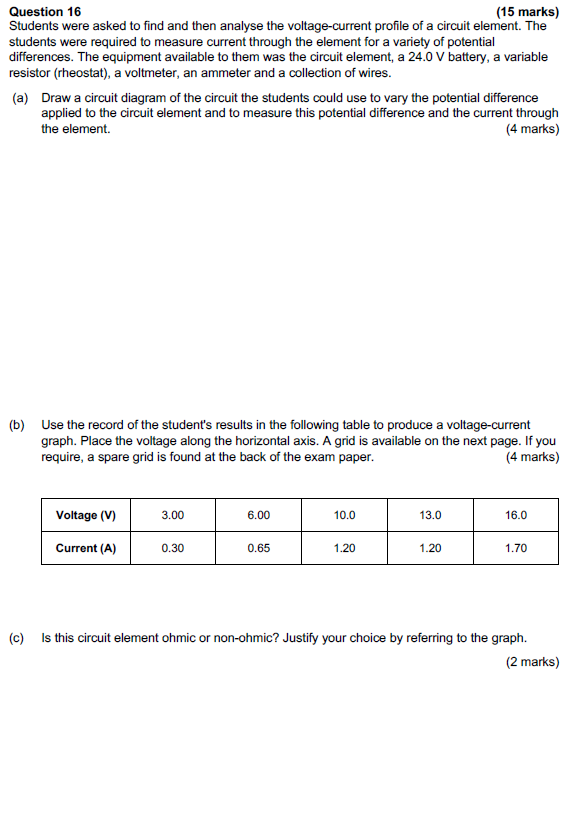 Question 16 (15 marks)
Students were asked to find and then analyse the voltage-current profile of a circuit element. The
students were required to measure current through the element for a variety of potential
differences. The equipment available to them was the circuit element, a 24.0 V battery, a variable
resistor (rheostat), a voltmeter, an ammeter and a collection of wires.
(a) Draw a circuit diagram of the circuit the students could use to vary the potential difference
applied to the circuit element and to measure this potential difference and the current through
the element. (4 marks)
(b) Use the record of the student's results in the following table to produce a voltage-current
graph. Place the voltage along the horizontal axis. A grid is available on the next page. If you
require, a spare grid is found at the back of the exam paper. (4 marks)
Voltage (V) 3.00 6.00 10.0 13.0 16.0
Current (A) 0.30 0.65 1.20 1.20 1.70
(c) Is this circuit element ohmic or non-ohmic? Justify your choice by referring to the graph.
(2 marks)